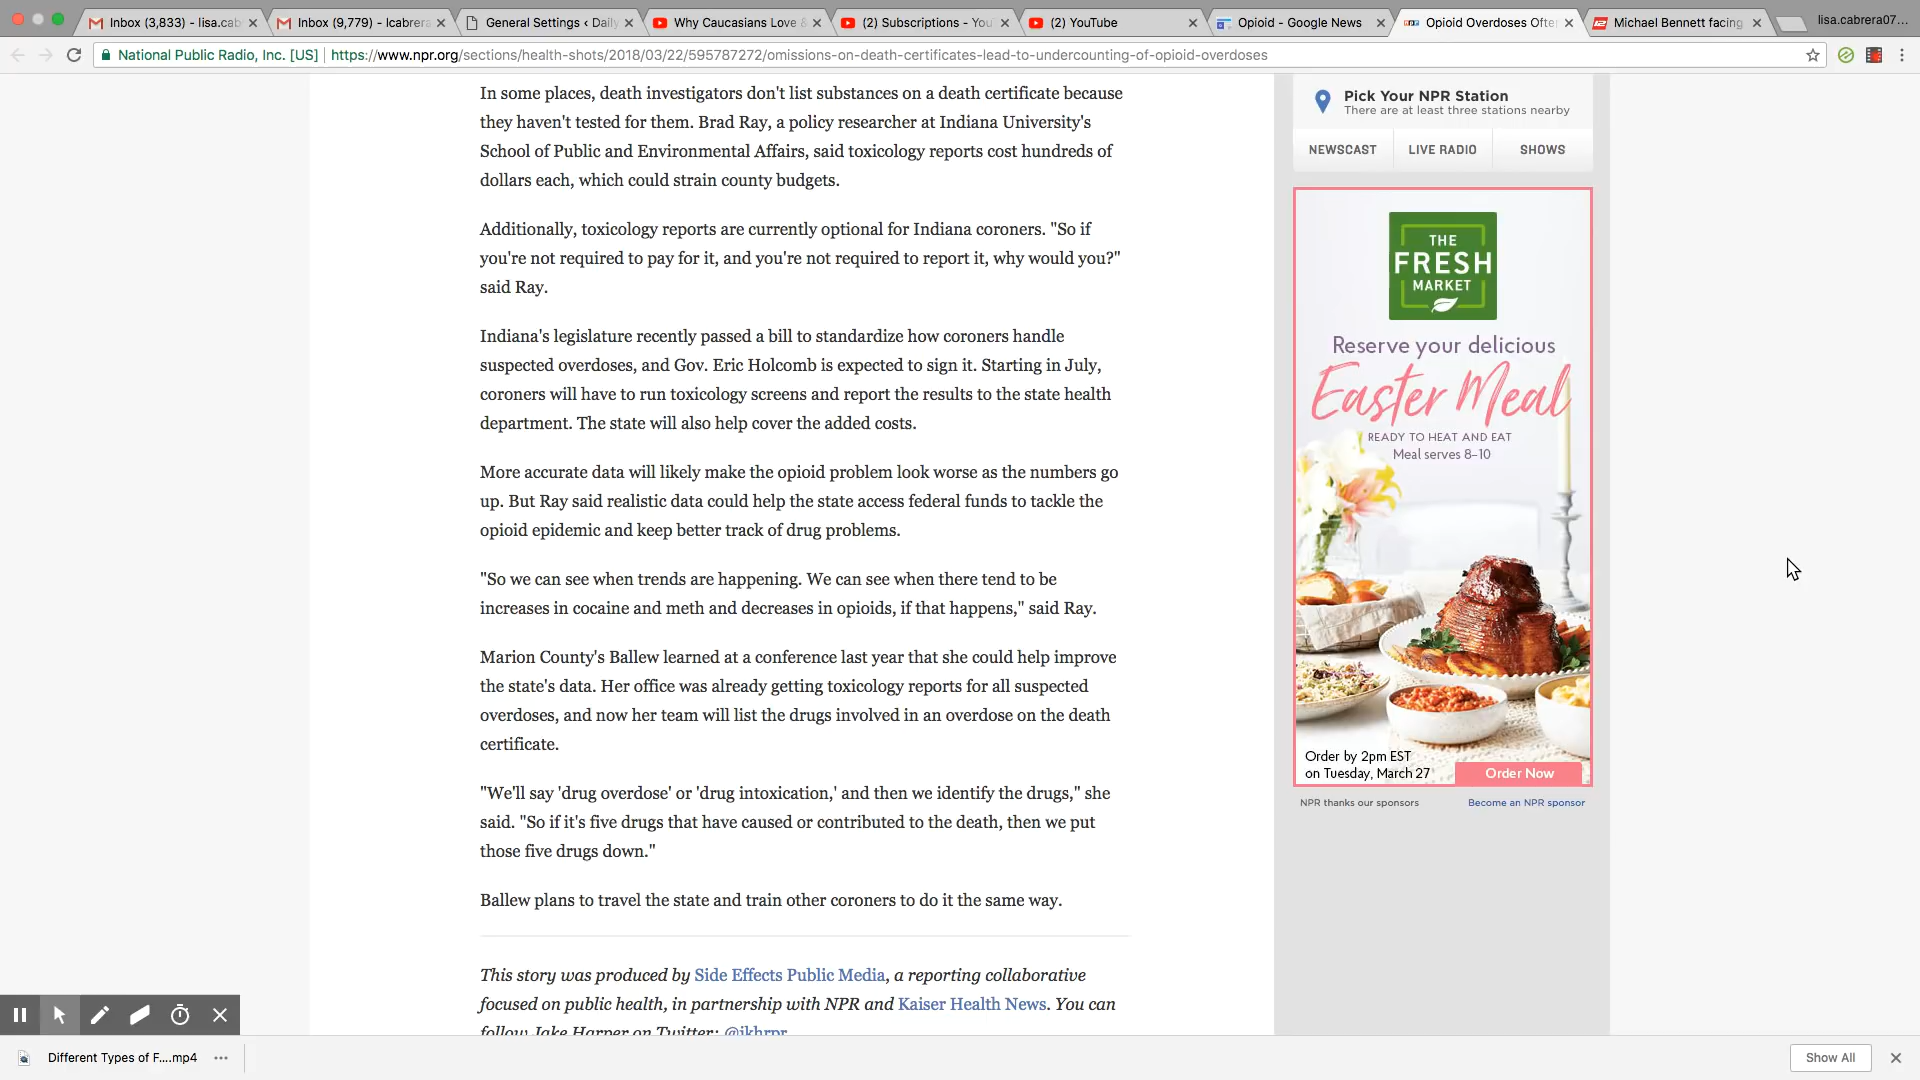 Inbox (3,833) - lisa.cab
Inbox (9,779) - lcabrera
General Settings ‹ Daily
Why Caucasians Love &
(2) Subscriptions - You
(2) YouTube
Opioid - Google News
npr
Opioid Overdoses Ofte
Michael Bennett facing
lisa.cabrera07...
National Public Radio, Inc. [US] | https://www.npr.org/sections/health-shots/2018/03/22/595787272/omissions-on-death-certificates-lead-to-undercounting-of-opioid-overdoses
In some places, death investigators don't list substances on a death certificate because
they haven't tested for them. Brad Ray, a policy researcher at Indiana University's
School of Public and Environmental Affairs, said toxicology reports cost hundreds of
dollars each, which could strain county budgets.
Additionally, toxicology reports are currently optional for Indiana coroners. "So if
you're not required to pay for it, and you're not required to report it, why would you?"
said Ray.
Indiana's legislature recently passed a bill to standardize how coroners handle
suspected overdoses, and Gov. Eric Holcomb is expected to sign it. Starting in July,
coroners will have to run toxicology screens and report the results to the state health
department. The state will also help cover the added costs.
More accurate data will likely make the opioid problem look worse as the numbers go
up. But Ray said realistic data could help the state access federal funds to tackle the
opioid epidemic and keep better track of drug problems.
"So we can see when trends are happening. We can see when there tend to be
increases in cocaine and meth and decreases in opioids, if that happens," said Ray.
Marion County's Ballew learned at a conference last year that she could help improve
the state's data. Her office was already getting toxicology reports for all suspected
overdoses, and now her team will list the drugs involved in an overdose on the death
certificate.
"We'll say 'drug overdose' or 'drug intoxication,' and then we identify the drugs," she
said. "So if it's five drugs that have caused or contributed to the death, then we put
those five drugs down."
Ballew plans to travel the state and train other coroners to do it the same way.
This story was produced by Side Effects Public Media, a reporting collaborative
focused on public health, in partnership with NPR and Kaiser Health News. You can
follow Jake Harper on Twitter: @jkhrpr
Pick Your NPR Station
There are at least three stations nearby
NEWSCAST
LIVE RADIO
SHOWS
THE
FRESH
MARKET
Reserve your delicious
Easter Meal
READY TO HEAT AND EAT
Meal serves 8–10
Order by 2pm EST
on Tuesday, March 27
Order Now
NPR thanks our sponsors
Become an NPR sponsor
Different Types of F....mp4
Show All